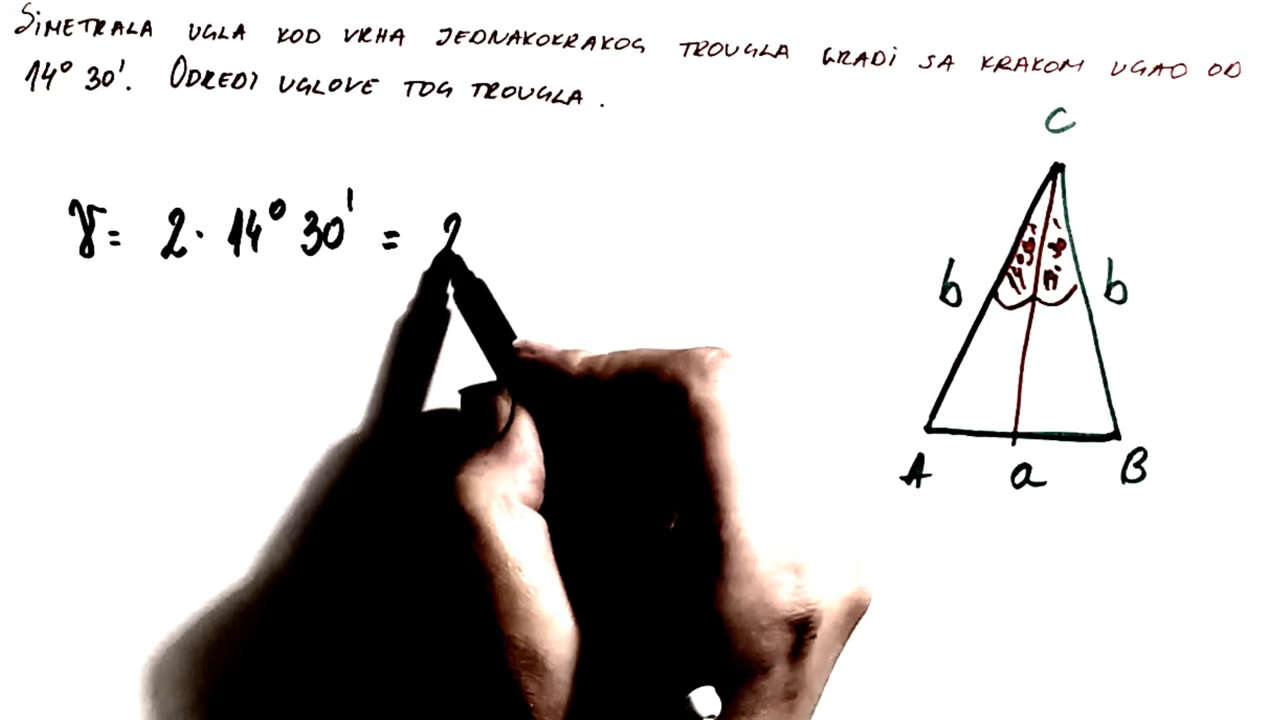 SIMETRALA UGLA KOD VRHA JEDNAKOKRAKOG TROUGLA GRADI SA KRAKOM UGAO OD
14° 30'. ODREDI UGLOVE TOG TROUGLA.
C
γ = 2 · 14° 30' = 2
b b
A a B